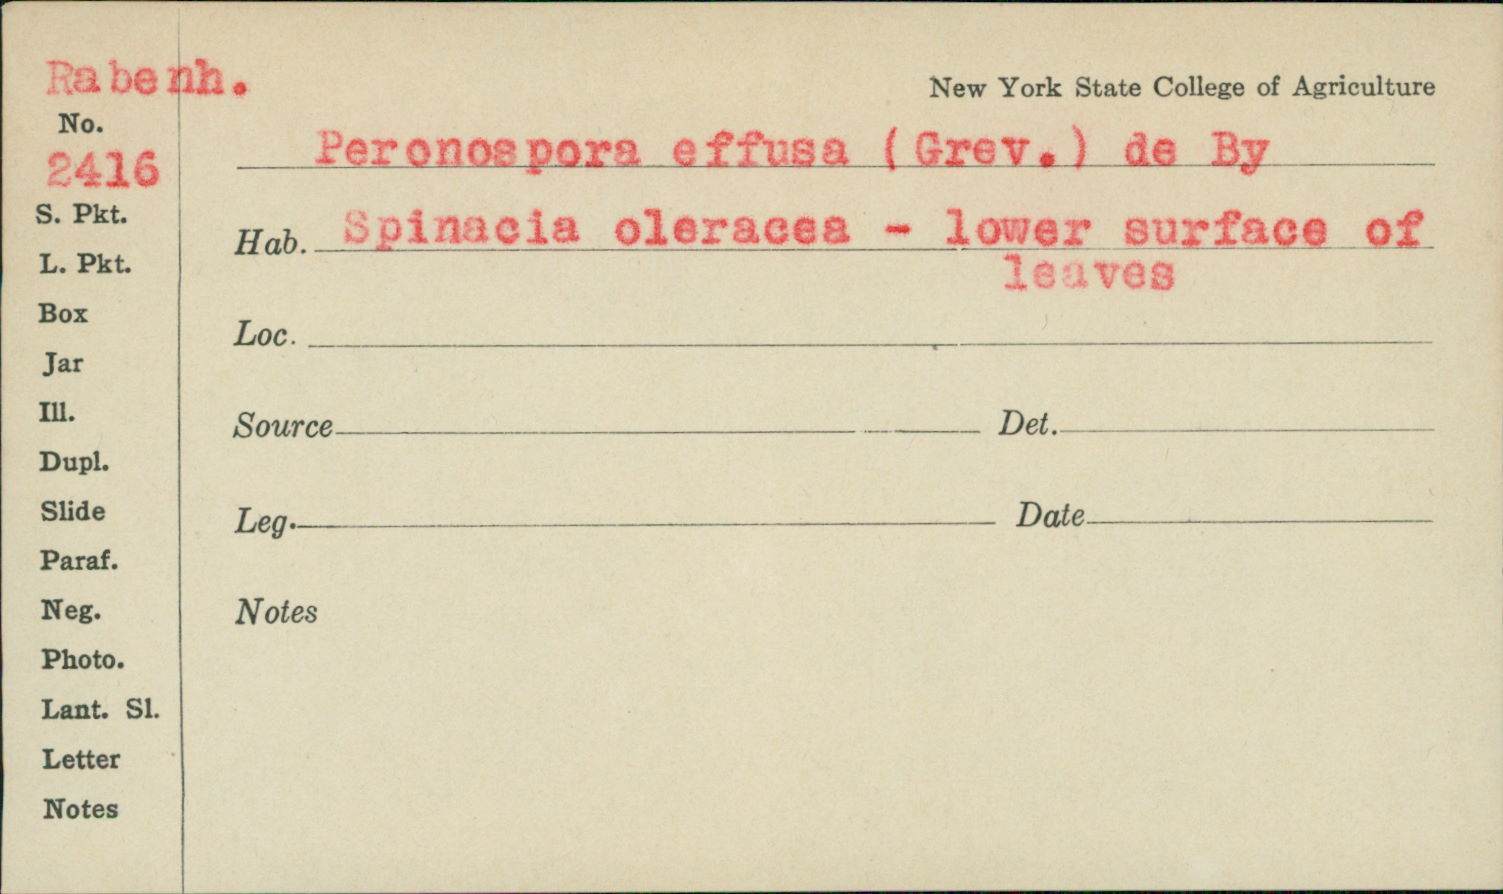 Rabenh.
New York State College of Agriculture
No.
2416
Peronospora effusa (Grev.) de By
S. Pkt.
Hab. Spinacia oleracea - lower surface of
leaves
L. Pkt.
Box
Loc.
Jar
Ill.
Source Det.
Dupl.
Slide
Leg. Date
Paraf.
Neg.
Notes
Photo.
Lant. Sl.
Letter
Notes